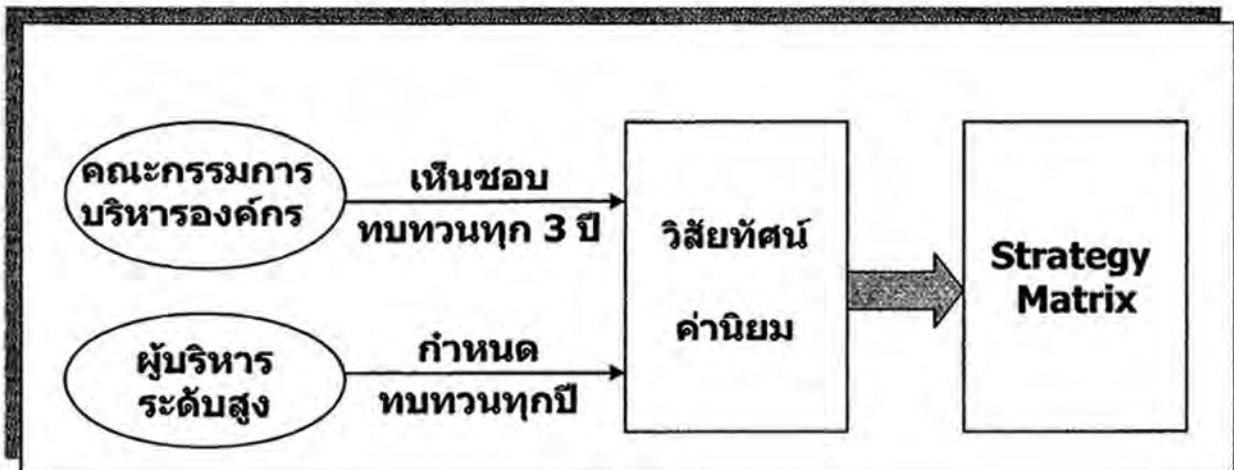 คณะกรรมการ
บริหารองค์กร
เห็นชอบ
ทบทวนทุก 3 ปี
ผู้บริหาร
ระดับสูง
กำหนด
ทบทวนทุกปี
วิสัยทัศน์
ค่านิยม
Strategy
Matrix